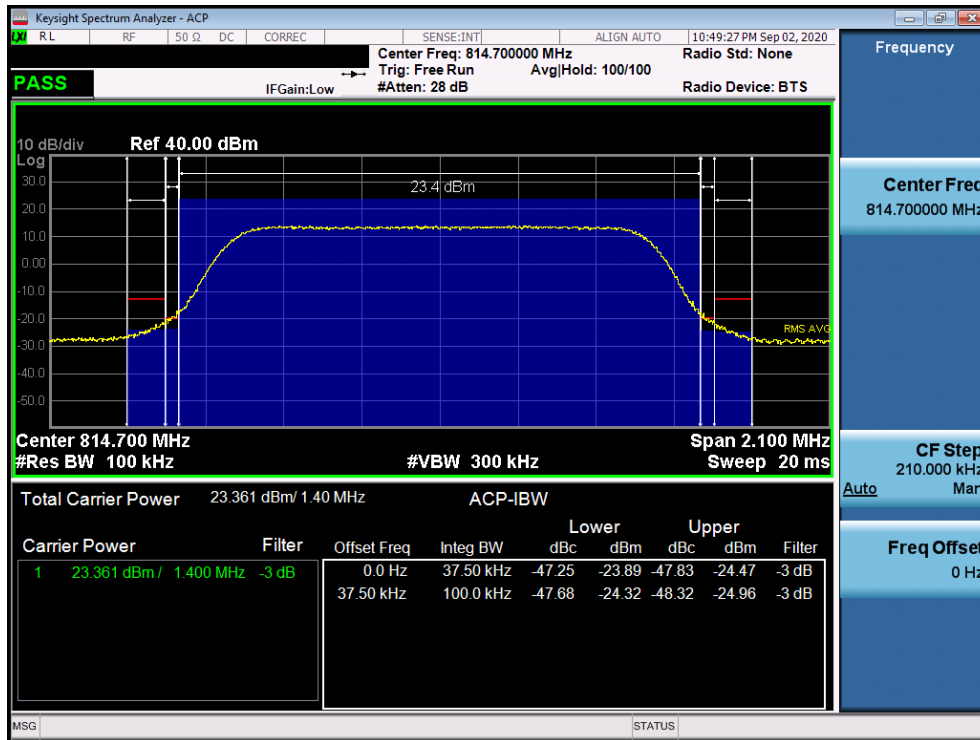 Keysight Spectrum Analyzer - ACP
LXI RL RF 50 Ω DC CORREC SENSE:INT ALIGN AUTO 10:49:27 PM Sep 02, 2020
Center Freq: 814.700000 MHz Radio Std: None
Trig: Free Run Avg|Hold: 100/100
PASS IFGain:Low #Atten: 28 dB Radio Device: BTS
Frequency
10 dB/div Ref 40.00 dBm
Log
30.0
23.4 dBm
20.0
10.0
0.00
-10.0
-20.0
RMS AVG
-30.0
-40.0
-50.0
Center 814.700 MHz Span 2.100 MHz
#Res BW 100 kHz #VBW 300 kHz Sweep 20 ms
Center Freq
814.700000 MHz
CF Step
210.000 kHz
Auto Man
Freq Offset
0 Hz
Total Carrier Power 23.361 dBm/ 1.40 MHz ACP-IBW
Lower Upper
Carrier Power Filter Offset Freq Integ BW dBc dBm dBc dBm Filter
1 23.361 dBm / 1.400 MHz -3 dB 0.0 Hz 37.50 kHz -47.25 -23.89 -47.83 -24.47 -3 dB
37.50 kHz 100.0 kHz -47.68 -24.32 -48.32 -24.96 -3 dB
MSG STATUS